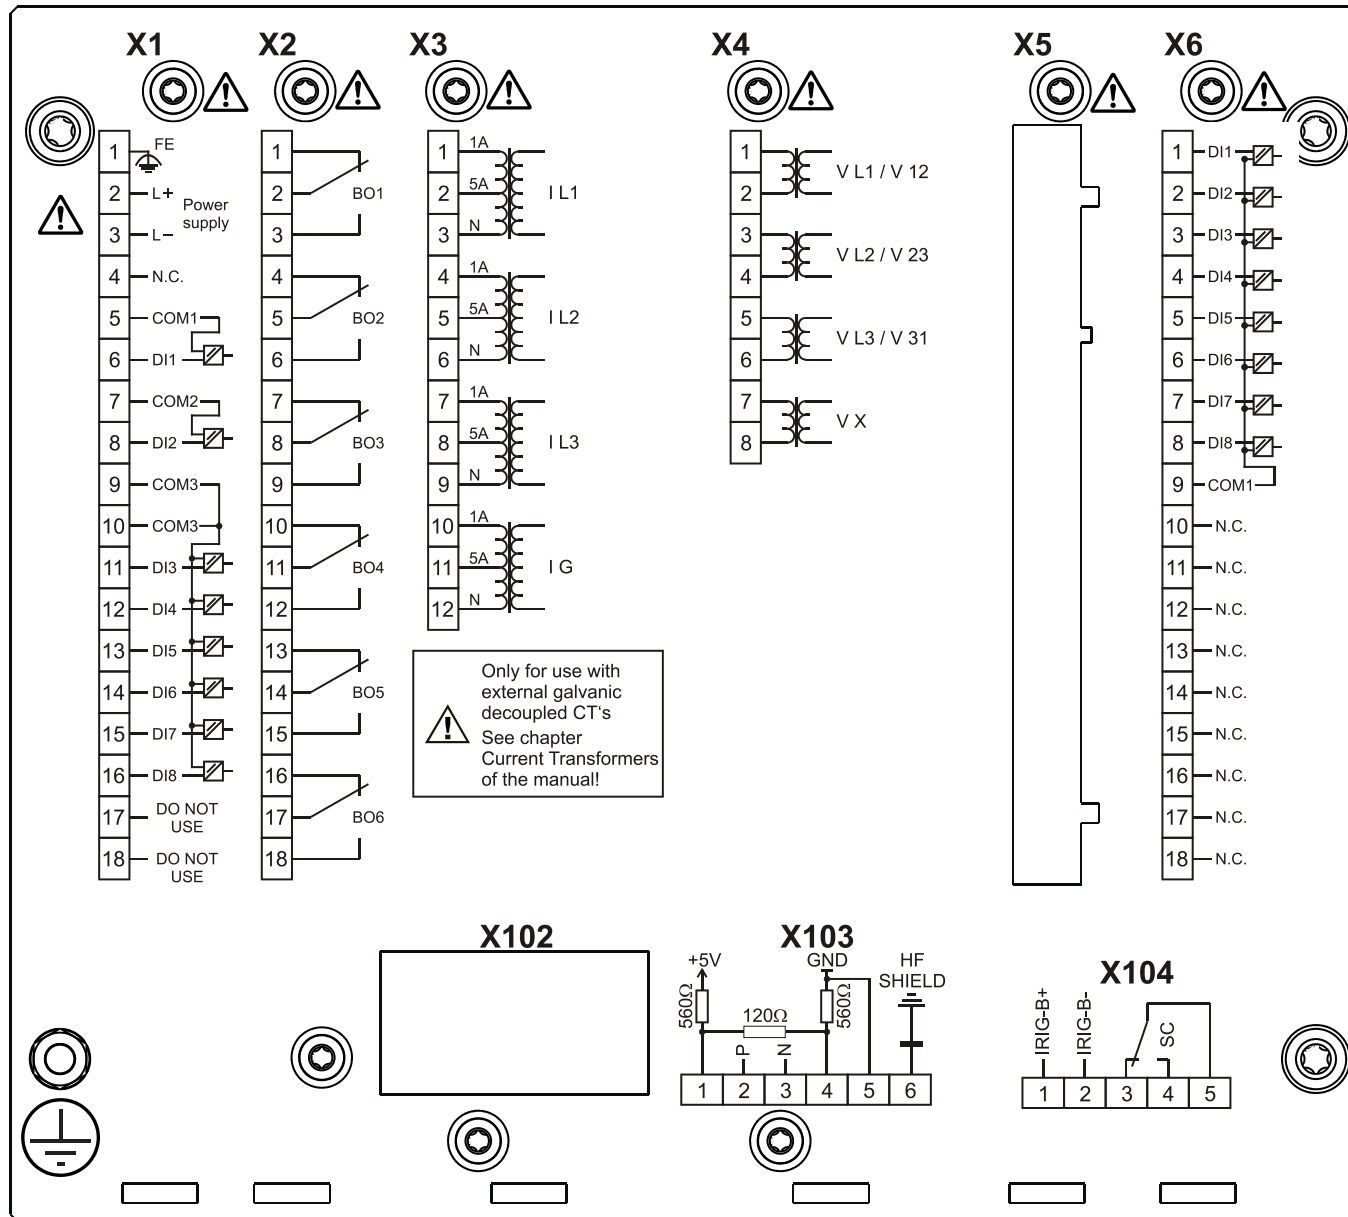 X1
X2
X3
X4
X5
X6
1 FE
2 L+
Power
supply
3 L−
4 N.C.
5 COM1
6 DI1
7 COM2
8 DI2
9 COM3
10 COM3
11 DI3
12 DI4
13 DI5
14 DI6
15 DI7
16 DI8
17 DO NOT
USE
18 DO NOT
USE
1
2 BO1
3
4
5 BO2
6
7
8 BO3
9
10
11 BO4
12
13
14 BO5
15
16
17 BO6
18
1 1A
2 5A I L1
3 N
4 1A
5 5A I L2
6 N
7 1A
8 5A I L3
9 N
10 1A
11 5A I G
12 N
Only for use with
external galvanic
decoupled CT‘s
See chapter
Current Transformers
of the manual!
1
V L1 / V 12
2
3
V L2 / V 23
4
5
V L3 / V 31
6
7
V X
8
1 DI1
2 DI2
3 DI3
4 DI4
5 DI5
6 DI6
7 DI7
8 DI8
9 COM1
10 N.C.
11 N.C.
12 N.C.
13 N.C.
14 N.C.
15 N.C.
16 N.C.
17 N.C.
18 N.C.
X102
X103
+5V
GND
HF
SHIELD
560Ω
120Ω
560Ω
P
N
1 2 3 4 5 6
X104
IRIG-B+
IRIG-B-
SC
1 2 3 4 5